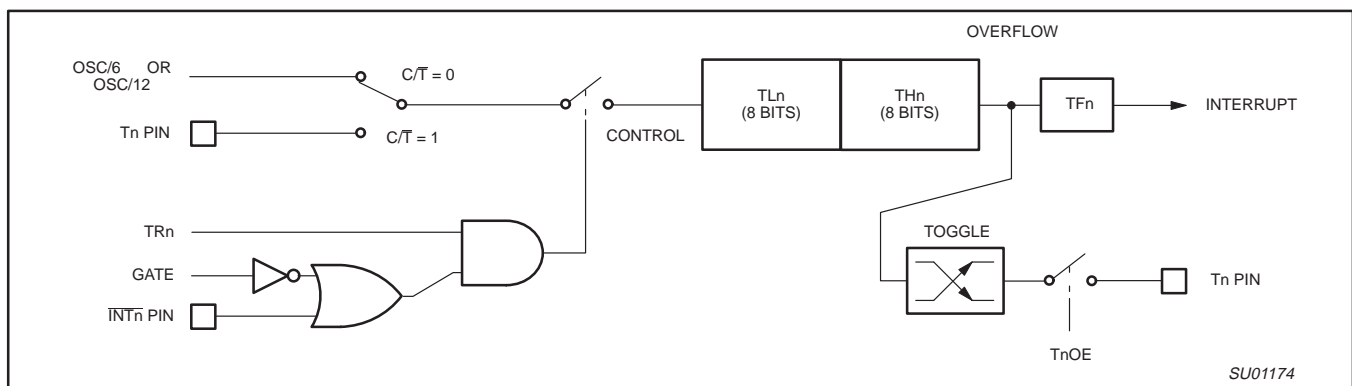 OVERFLOW
OSC/6 OR
OSC/12
C/T̅ = 0
Tn PIN
C/T̅ = 1
CONTROL
TLn
(8 BITS)
THn
(8 BITS)
TFn
INTERRUPT
TRn
GATE
I̅N̅T̅n̅ PIN
TOGGLE
Tn PIN
TnOE
SU01174